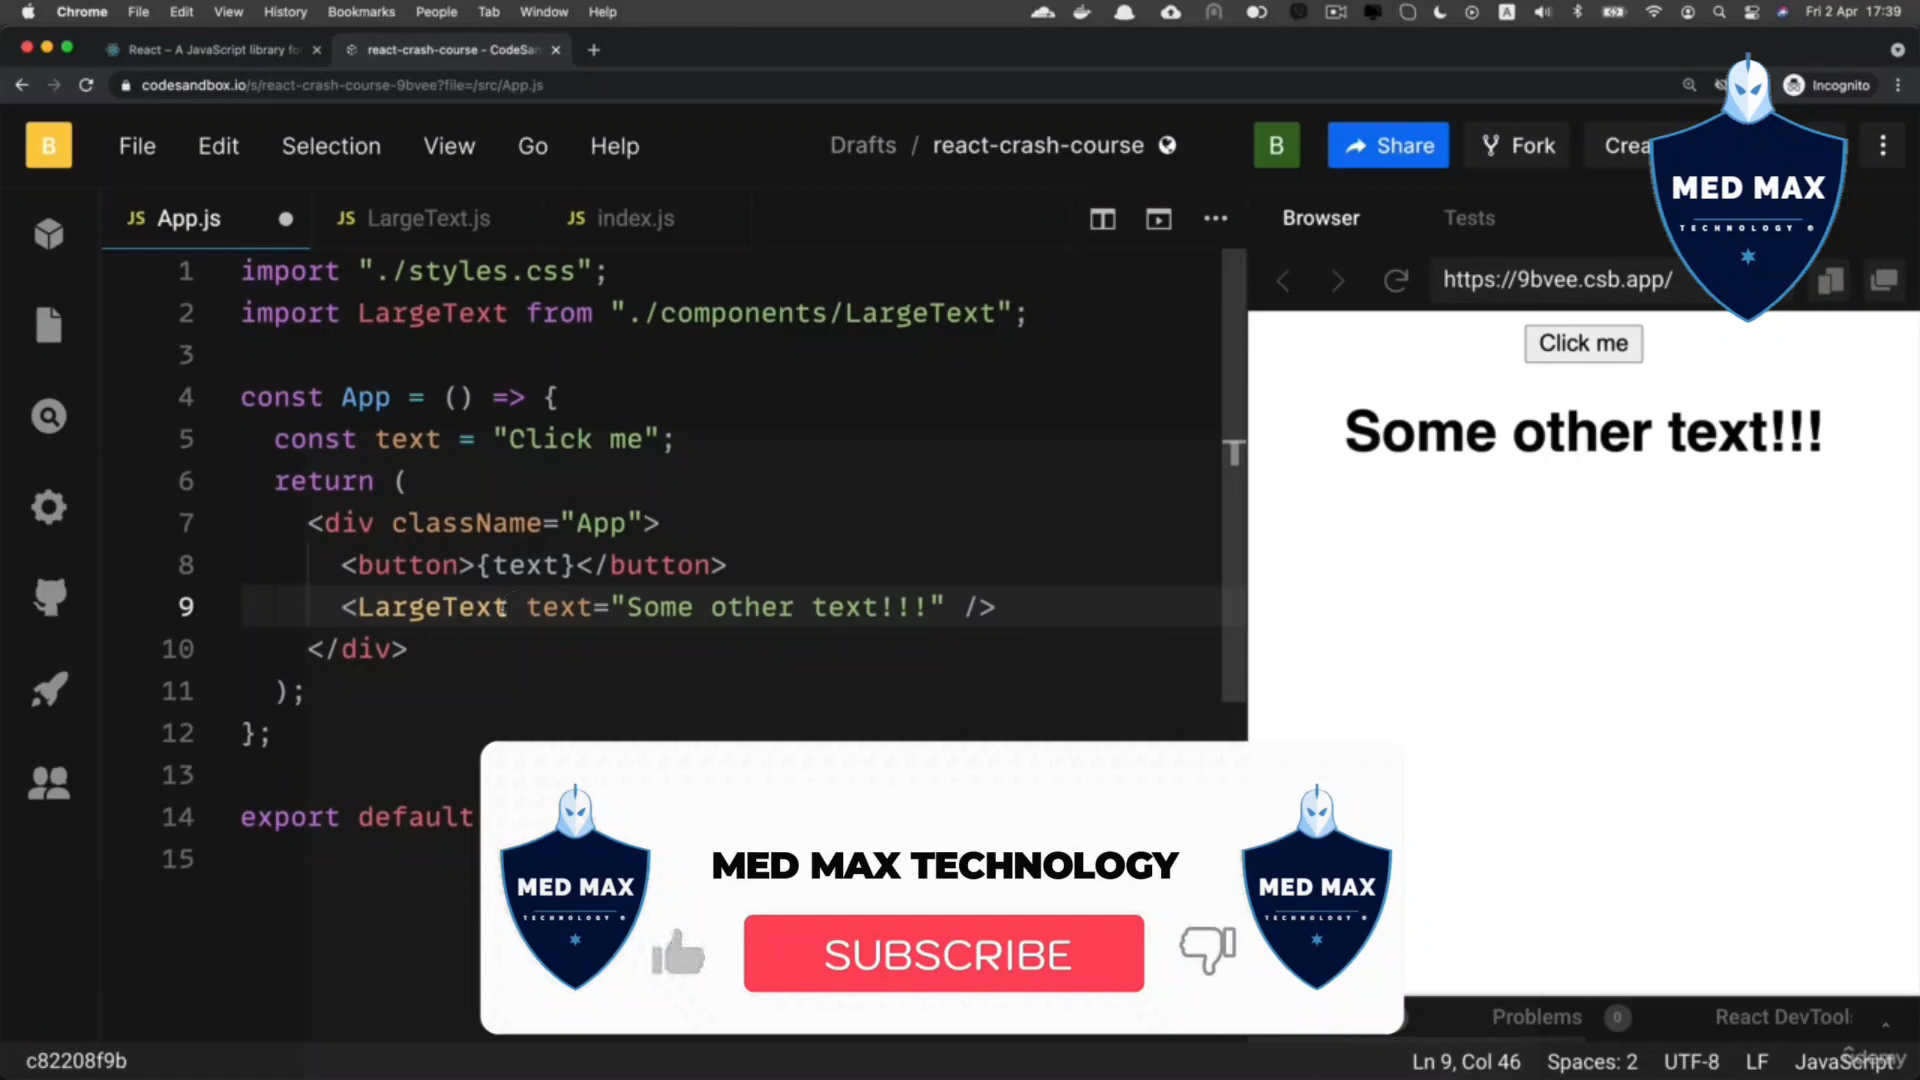 Chrome File Edit View History Bookmarks People Tab Window Help
A
Fri 2 Apr 17:39
React – A JavaScript library fo
react-crash-course - CodeSan
codesandbox.io/s/react-crash-course-9bvee?file=/src/App.js
Incognito
B File Edit Selection View Go Help
Drafts / react-crash-course
B Share Fork Crea
MED MAX
TECHNOLOGY ®
JS App.js
JS LargeText.js
JS index.js
Browser Tests
https://9bvee.csb.app/
1 import "./styles.css";
2 import LargeText from "./components/LargeText";
3
4 const App = () => {
5 const text = "Click me";
6 return (
7 <div className="App">
8 <button>{text}</button>
9 <LargeText text="Some other text!!!" />
10 </div>
11 );
12 };
13
14 export default
15
Click me
Some other text!!!
MED MAX
TECHNOLOGY ®
MED MAX TECHNOLOGY
SUBSCRIBE
MED MAX
TECHNOLOGY ®
Problems 0 React DevTool
c82208f9b
Ln 9, Col 46 Spaces: 2 UTF-8 LF JavaScript
ûdemy